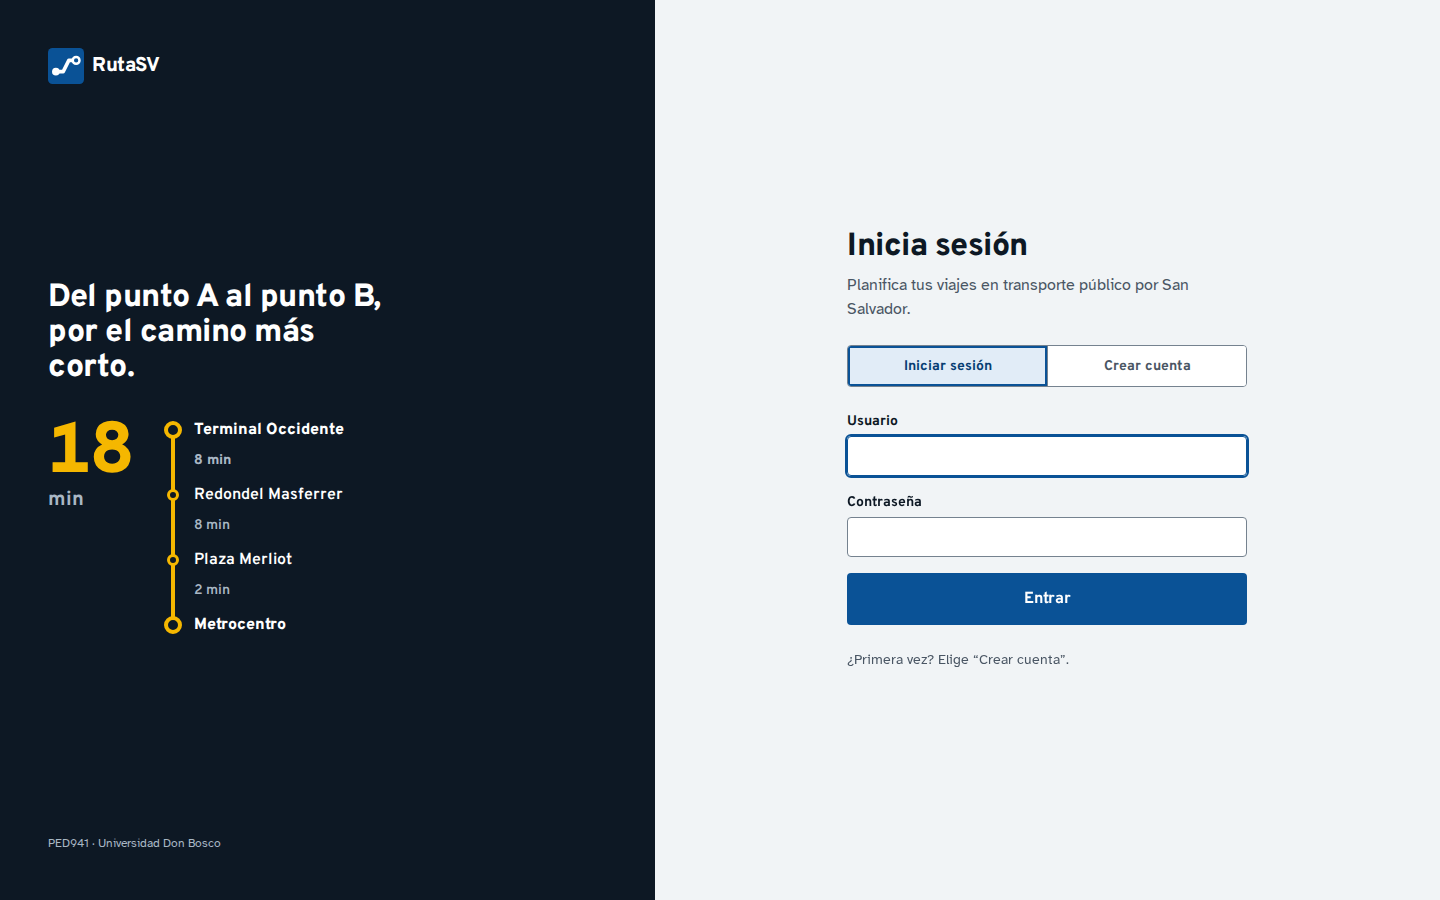 RutaSV
Del punto A al punto B,
por el camino más
corto.
18
min
Terminal Occidente
8 min
Redondel Masferrer
8 min
Plaza Merliot
2 min
Metrocentro
PED941 · Universidad Don Bosco
Inicia sesión
Planifica tus viajes en transporte público por San
Salvador.
Iniciar sesión
Crear cuenta
Usuario
Contraseña
Entrar
¿Primera vez? Elige “Crear cuenta”.